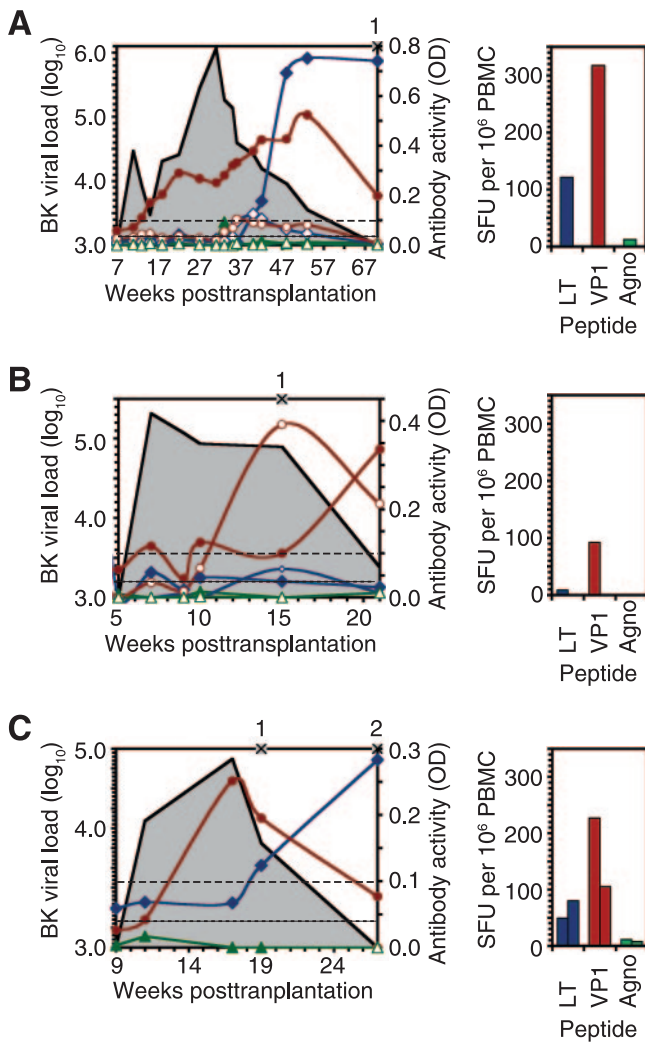 A
1
BK viral load (log10)
6.0
5.0
4.0
3.0
0.8
0.6
0.4
0.2
0.0
Antibody activity (OD)
7 17 27 37 47 57 67
Weeks posttransplantation
SFU per 10^6 PBMC
300
200
100
0
LT
VP1
Agno
Peptide
B
1
BK viral load (log10)
5.0
4.0
3.0
0.4
0.2
0.0
Antibody activity (OD)
5 10 15 20
Weeks posttransplantation
SFU per 10^6 PBMC
300
200
100
0
LT
VP1
Agno
Peptide
C
1 2
BK viral load (log10)
5.0
4.0
3.0
0.3
0.2
0.1
0.0
Antibody activity (OD)
9 14 19 24
Weeks posttranplantation
SFU per 10^6 PBMC
300
200
100
0
LT
VP1
Agno
Peptide